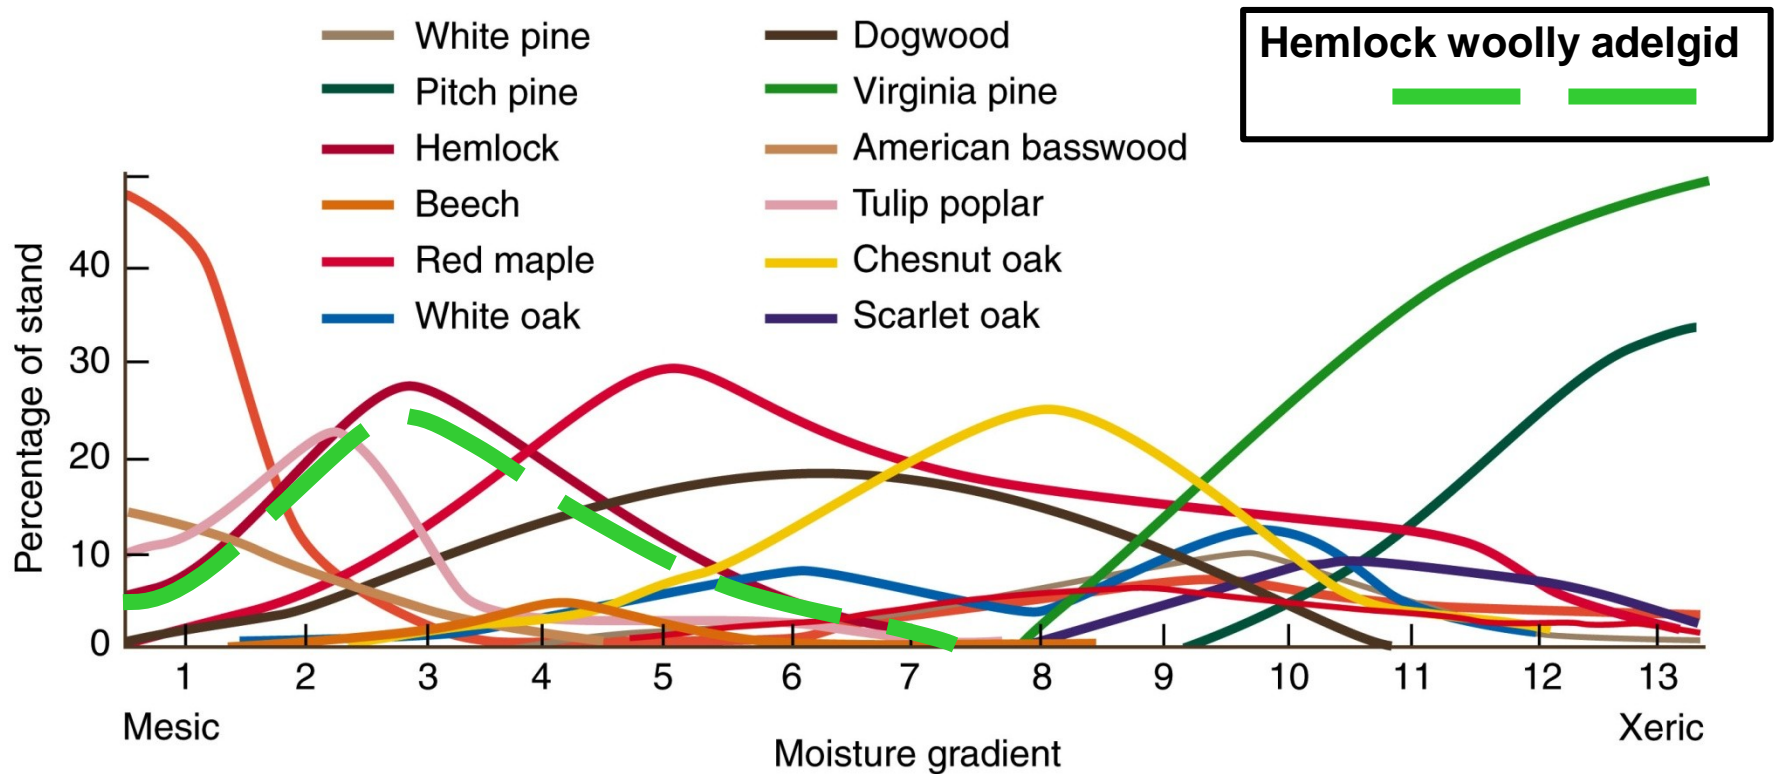 White pine
Pitch pine
Hemlock
Beech
Red maple
White oak
Dogwood
Virginia pine
American basswood
Tulip poplar
Chesnut oak
Scarlet oak
Hemlock woolly adelgid
Percentage of stand
40
30
20
10
0
1 2 3 4 5 6 7 8 9 10 11 12 13
Mesic Xeric
Moisture gradient